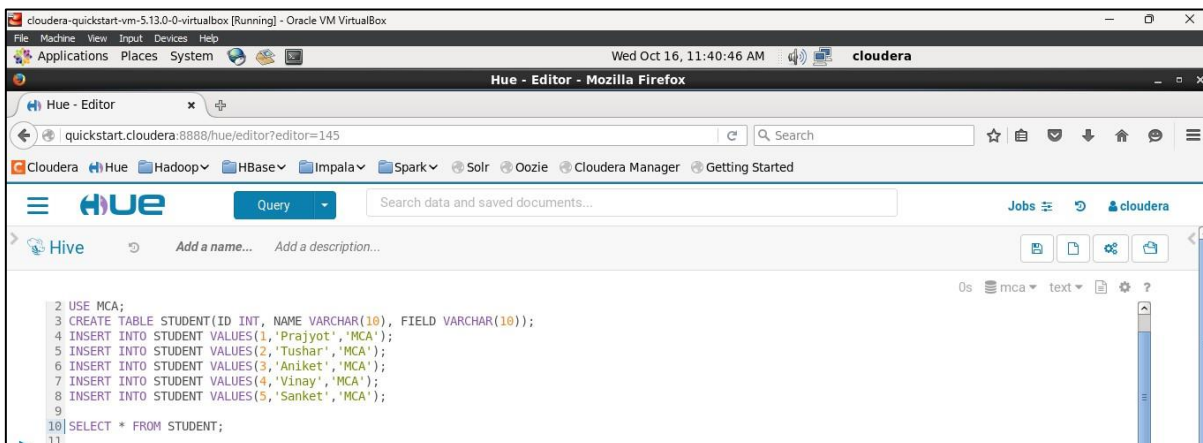 cloudera-quickstart-vm-5.13.0-0-virtualbox [Running] - Oracle VM VirtualBox
File Machine View Input Devices Help
Applications Places System Wed Oct 16, 11:40:46 AM cloudera
Hue - Editor - Mozilla Firefox
Hue - Editor
quickstart.cloudera:8888/hue/editor?editor=145 Search
Cloudera Hue Hadoop HBase Impala Spark Solr Oozie Cloudera Manager Getting Started
HUE Query Search data and saved documents... Jobs cloudera
Hive Add a name... Add a description...
0s mca text ?
2 USE MCA;
3 CREATE TABLE STUDENT(ID INT, NAME VARCHAR(10), FIELD VARCHAR(10));
4 INSERT INTO STUDENT VALUES(1,'Prajyot','MCA');
5 INSERT INTO STUDENT VALUES(2,'Tushar','MCA');
6 INSERT INTO STUDENT VALUES(3,'Aniket','MCA');
7 INSERT INTO STUDENT VALUES(4,'Vinay','MCA');
8 INSERT INTO STUDENT VALUES(5,'Sanket','MCA');
9
10 SELECT * FROM STUDENT;
11